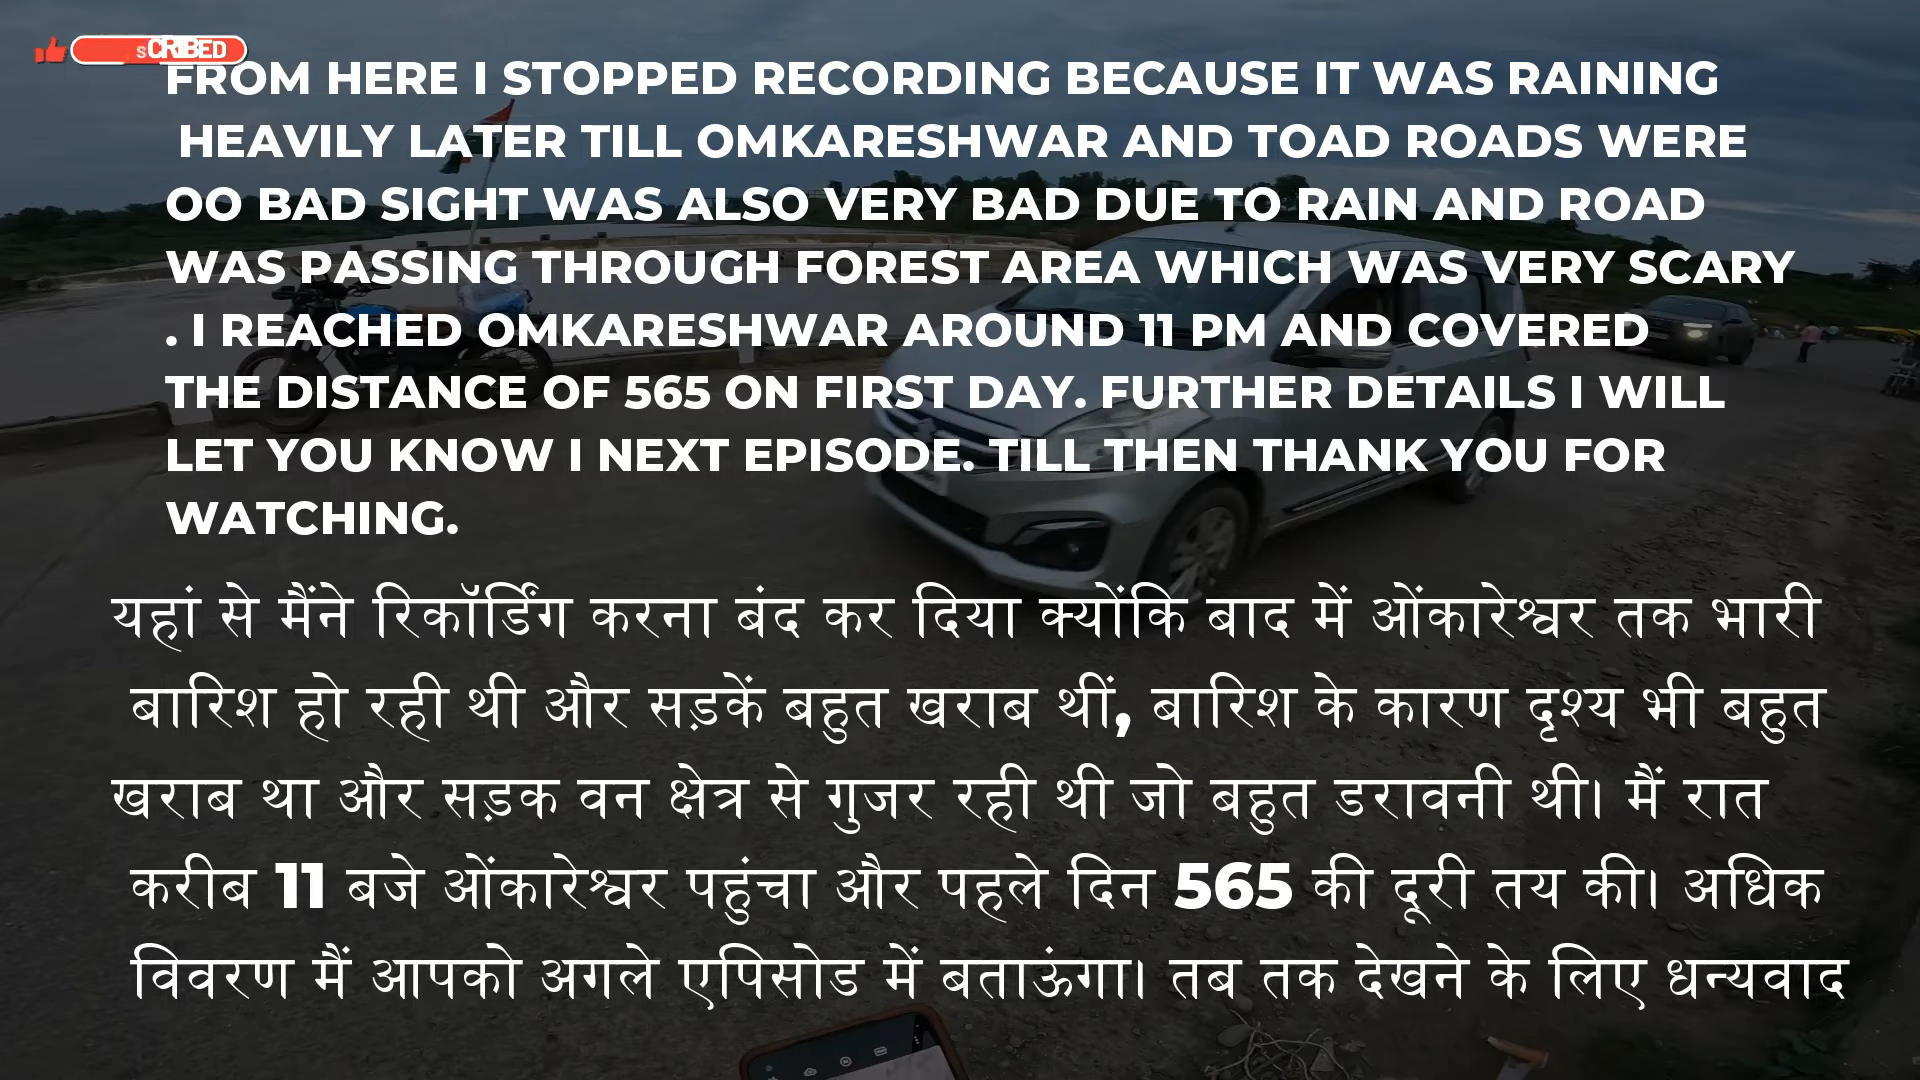 SCRIBED
FROM HERE I STOPPED RECORDING BECAUSE IT WAS RAINING
HEAVILY LATER TILL OMKARESHWAR AND TOAD ROADS WERE
OO BAD SIGHT WAS ALSO VERY BAD DUE TO RAIN AND ROAD
WAS PASSING THROUGH FOREST AREA WHICH WAS VERY SCARY
. I REACHED OMKARESHWAR AROUND 11 PM AND COVERED
THE DISTANCE OF 565 ON FIRST DAY. FURTHER DETAILS I WILL
LET YOU KNOW I NEXT EPISODE. TILL THEN THANK YOU FOR
WATCHING.
यहां से मैंने रिकॉर्डिंग करना बंद कर दिया क्योंकि बाद में ओंकारेश्वर तक भारी
बारिश हो रही थी और सड़कें बहुत खराब थीं, बारिश के कारण दृश्य भी बहुत
खराब था और सड़क वन क्षेत्र से गुजर रही थी जो बहुत डरावनी थी। मैं रात
करीब 11 बजे ओंकारेश्वर पहुंचा और पहले दिन 565 की दूरी तय की। अधिक
विवरण मैं आपको अगले एपिसोड में बताऊंगा। तब तक देखने के लिए धन्यवाद